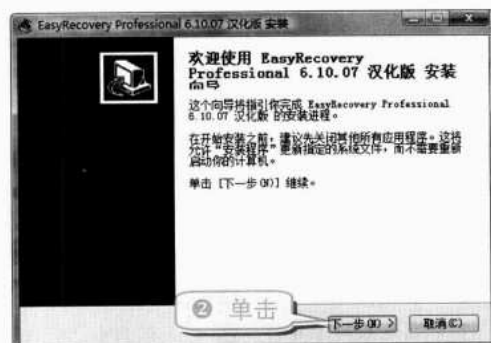 EasyRecovery Professional 6.10.07 汉化版 安装
欢迎使用 EasyRecovery
Professional 6.10.07 汉化版 安装
向导
这个向导将指引你完成 EasyRecovery Professional
6.10.07 汉化版 的安装进程。
在开始安装之前，建议先关闭其他所有应用程序。这将
允许“安装程序”更新指定的系统文件，而不需要重新
启动你的计算机。
单击 [下一步(N)] 继续。
❷ 单击
下一步(N) >
取消(C)